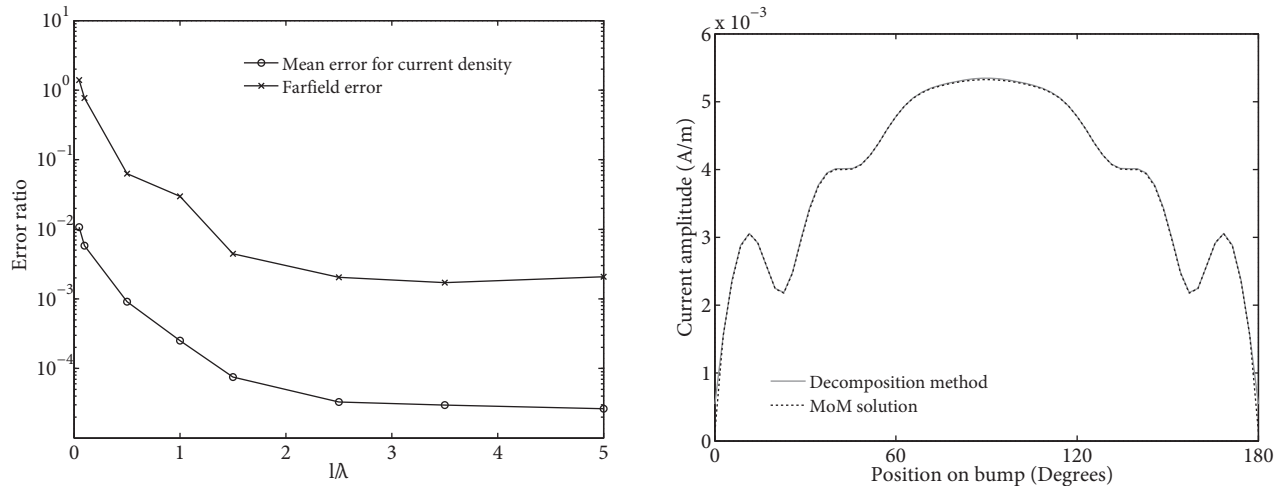 10^1
10^0
10^−1
10^−2
10^−3
10^−4
Error ratio
Mean error for current density
Farfield error
0 1 2 3 4 5
l/λ
x 10^−3
6
5
4
3
2
1
0
Current amplitude (A/m)
Decomposition method
MoM solution
0 60 120 180
Position on bump (Degrees)